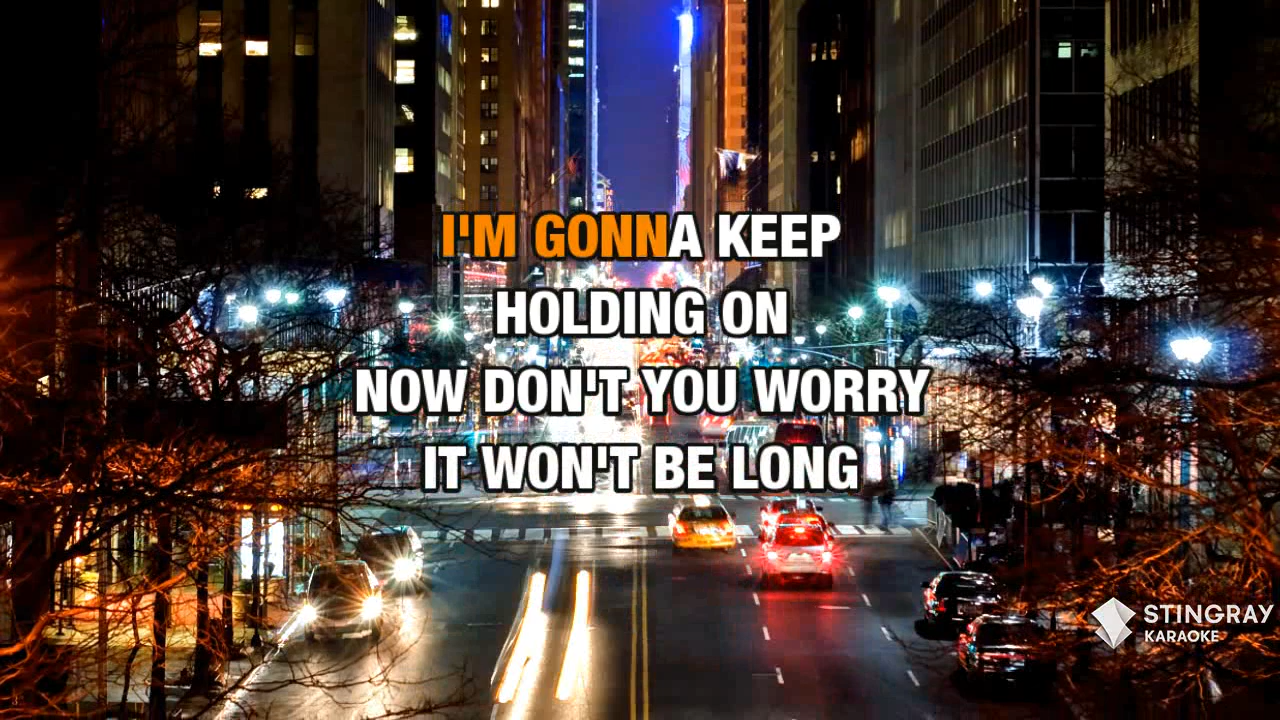 I'M GONNA KEEP
HOLDING ON
NOW DON'T YOU WORRY
IT WON'T BE LONG
STINGRAY
KARAOKE